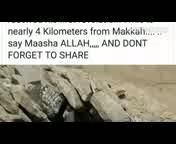 nearly 4 Kilometers from Makkah....
say Maasha ALLAH,,,,, AND DONT
FORGET TO SHARE